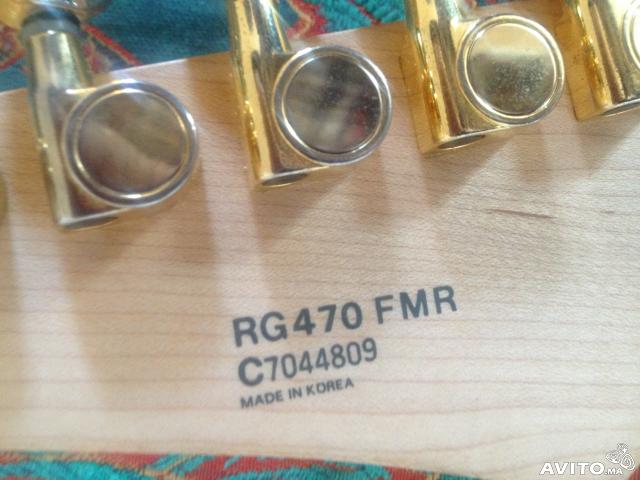 RG470 FMR
C7044809
MADE IN KOREA
AVITO.MA